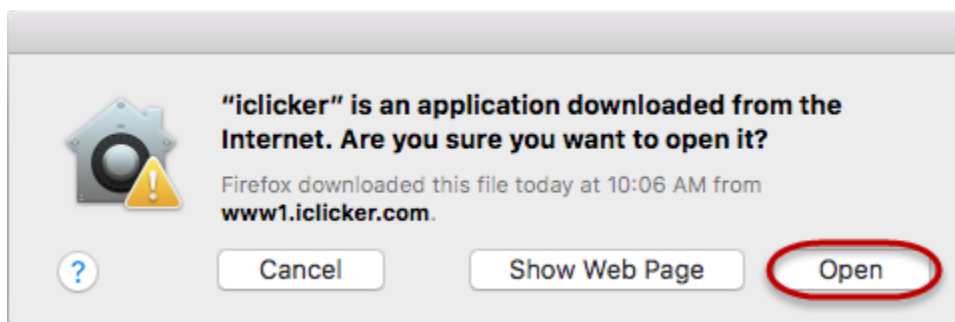 “iclicker” is an application downloaded from the
Internet. Are you sure you want to open it?
Firefox downloaded this file today at 10:06 AM from
www1.iclicker.com.
? Cancel Show Web Page Open